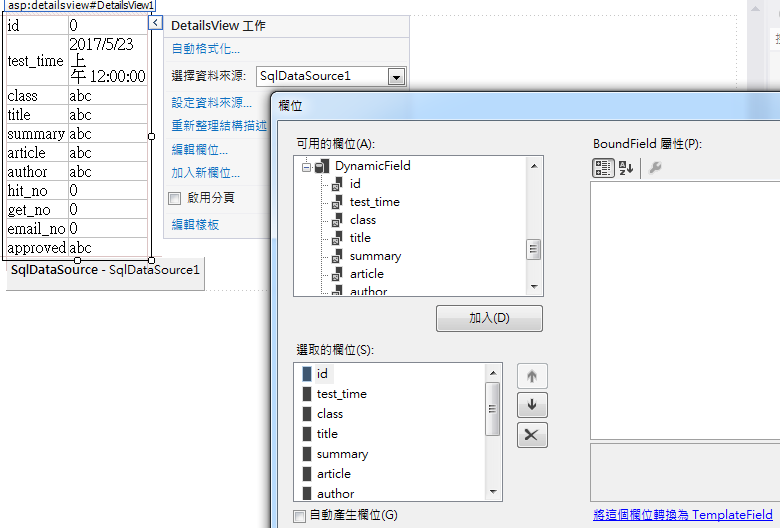 asp:detailsview#DetailsView1
id 0
test_time 2017/5/23
上
午 12:00:00
class abc
title abc
summary abc
article abc
author abc
hit_no 0
get_no 0
email_no 0
approved abc
SqlDataSource - SqlDataSource1
DetailsView 工作
自動格式化...
選擇資料來源: SqlDataSource1
設定資料來源...
重新整理結構描述
編輯欄位...
加入新欄位...
啟用分頁
編輯樣板
欄位
可用的欄位(A):
DynamicField
id
test_time
class
title
summary
article
author
加入(D)
選取的欄位(S):
id
test_time
class
title
summary
article
author
自動產生欄位(G)
BoundField 屬性(P):
將這個欄位轉換為 TemplateField